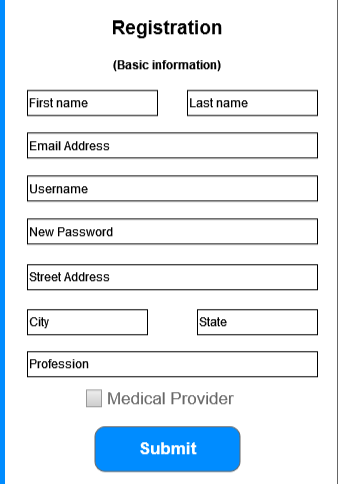 Registration
(Basic information)
First name Last name
Email Address
Username
New Password
Street Address
City State
Profession
Medical Provider
Submit